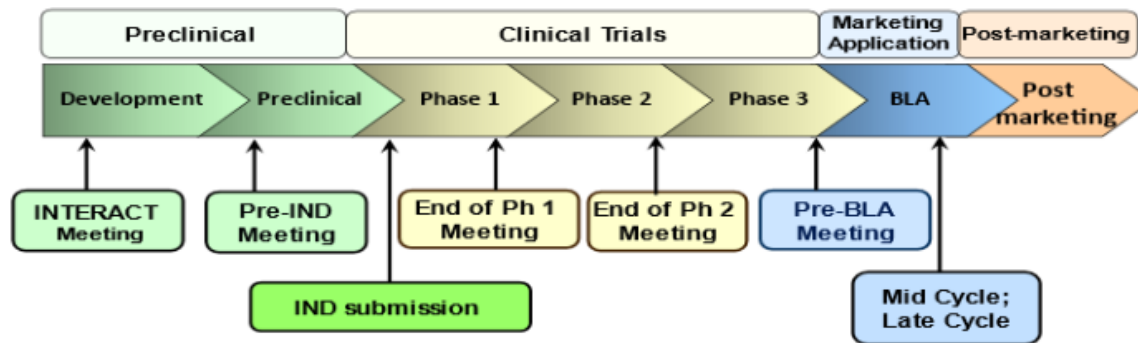 Preclinical
Clinical Trials
Marketing
Application
Post-marketing
Development
Preclinical
Phase 1
Phase 2
Phase 3
BLA
Post
marketing
INTERACT
Meeting
Pre-IND
Meeting
End of Ph 1
Meeting
End of Ph 2
Meeting
Pre-BLA
Meeting
IND submission
Mid Cycle;
Late Cycle